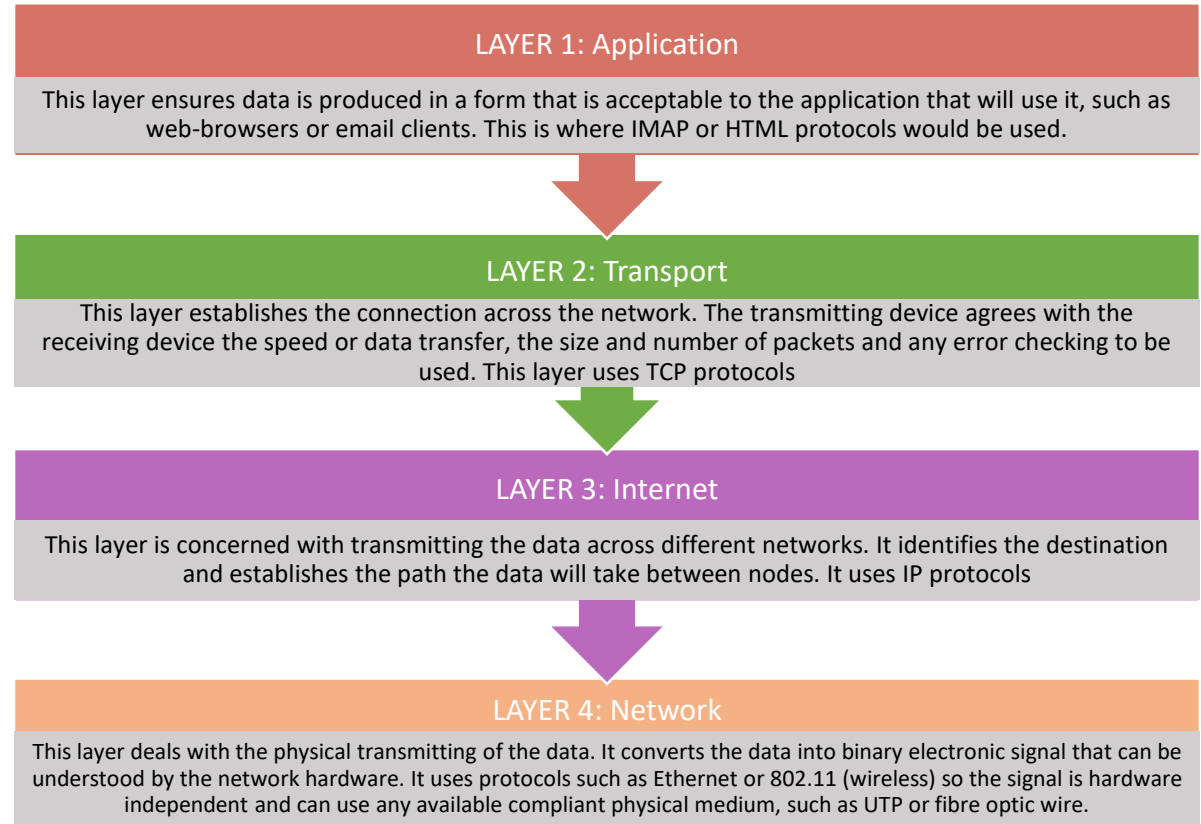 LAYER 1: Application
This layer ensures data is produced in a form that is acceptable to the application that will use it, such as
web-browsers or email clients. This is where IMAP or HTML protocols would be used.
LAYER 2: Transport
This layer establishes the connection across the network. The transmitting device agrees with the
receiving device the speed or data transfer, the size and number of packets and any error checking to be
used. This layer uses TCP protocols
LAYER 3: Internet
This layer is concerned with transmitting the data across different networks. It identifies the destination
and establishes the path the data will take between nodes. It uses IP protocols
LAYER 4: Network
This layer deals with the physical transmitting of the data. It converts the data into binary electronic signal that can be
understood by the network hardware. It uses protocols such as Ethernet or 802.11 (wireless) so the signal is hardware
independent and can use any available compliant physical medium, such as UTP or fibre optic wire.